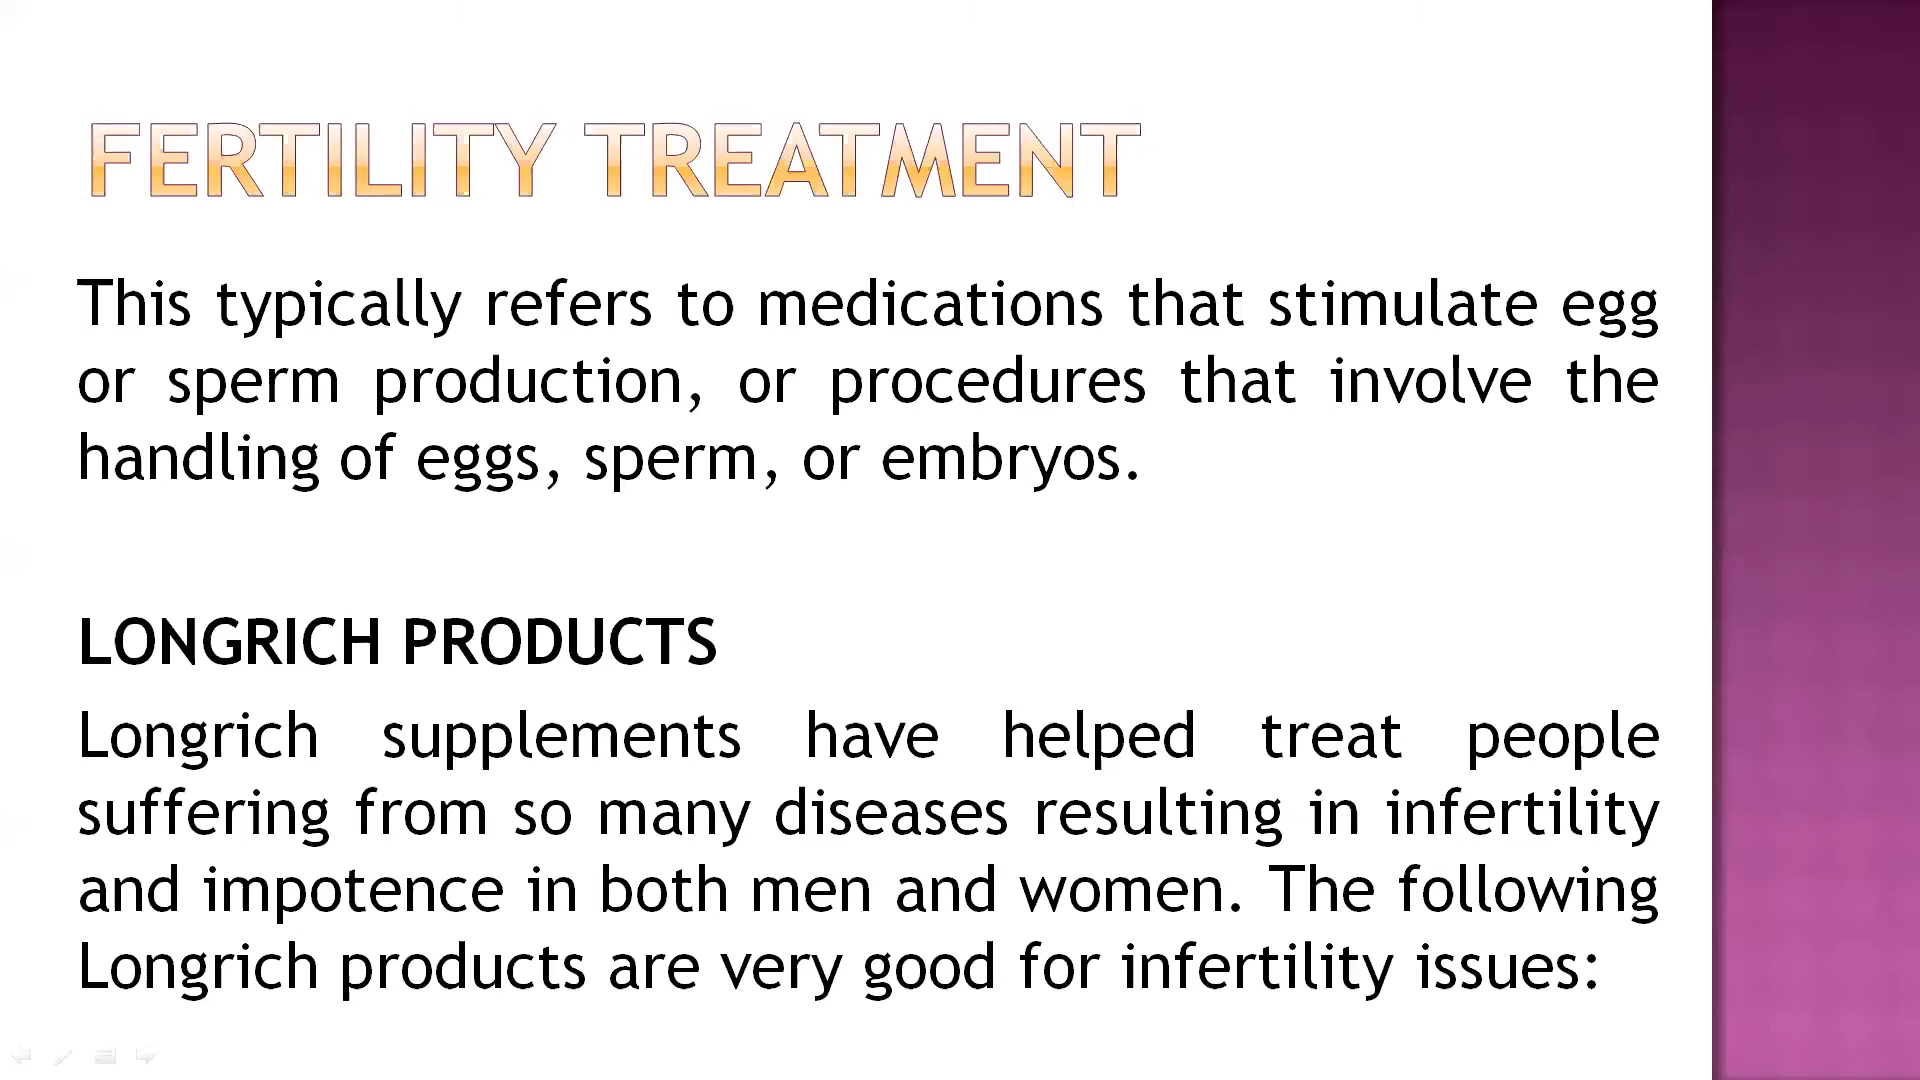 FERTILITY TREATMENT
This typically refers to medications that stimulate egg
or sperm production, or procedures that involve the
handling of eggs, sperm, or embryos.
LONGRICH PRODUCTS
Longrich supplements have helped treat people
suffering from so many diseases resulting in infertility
and impotence in both men and women. The following
Longrich products are very good for infertility issues: